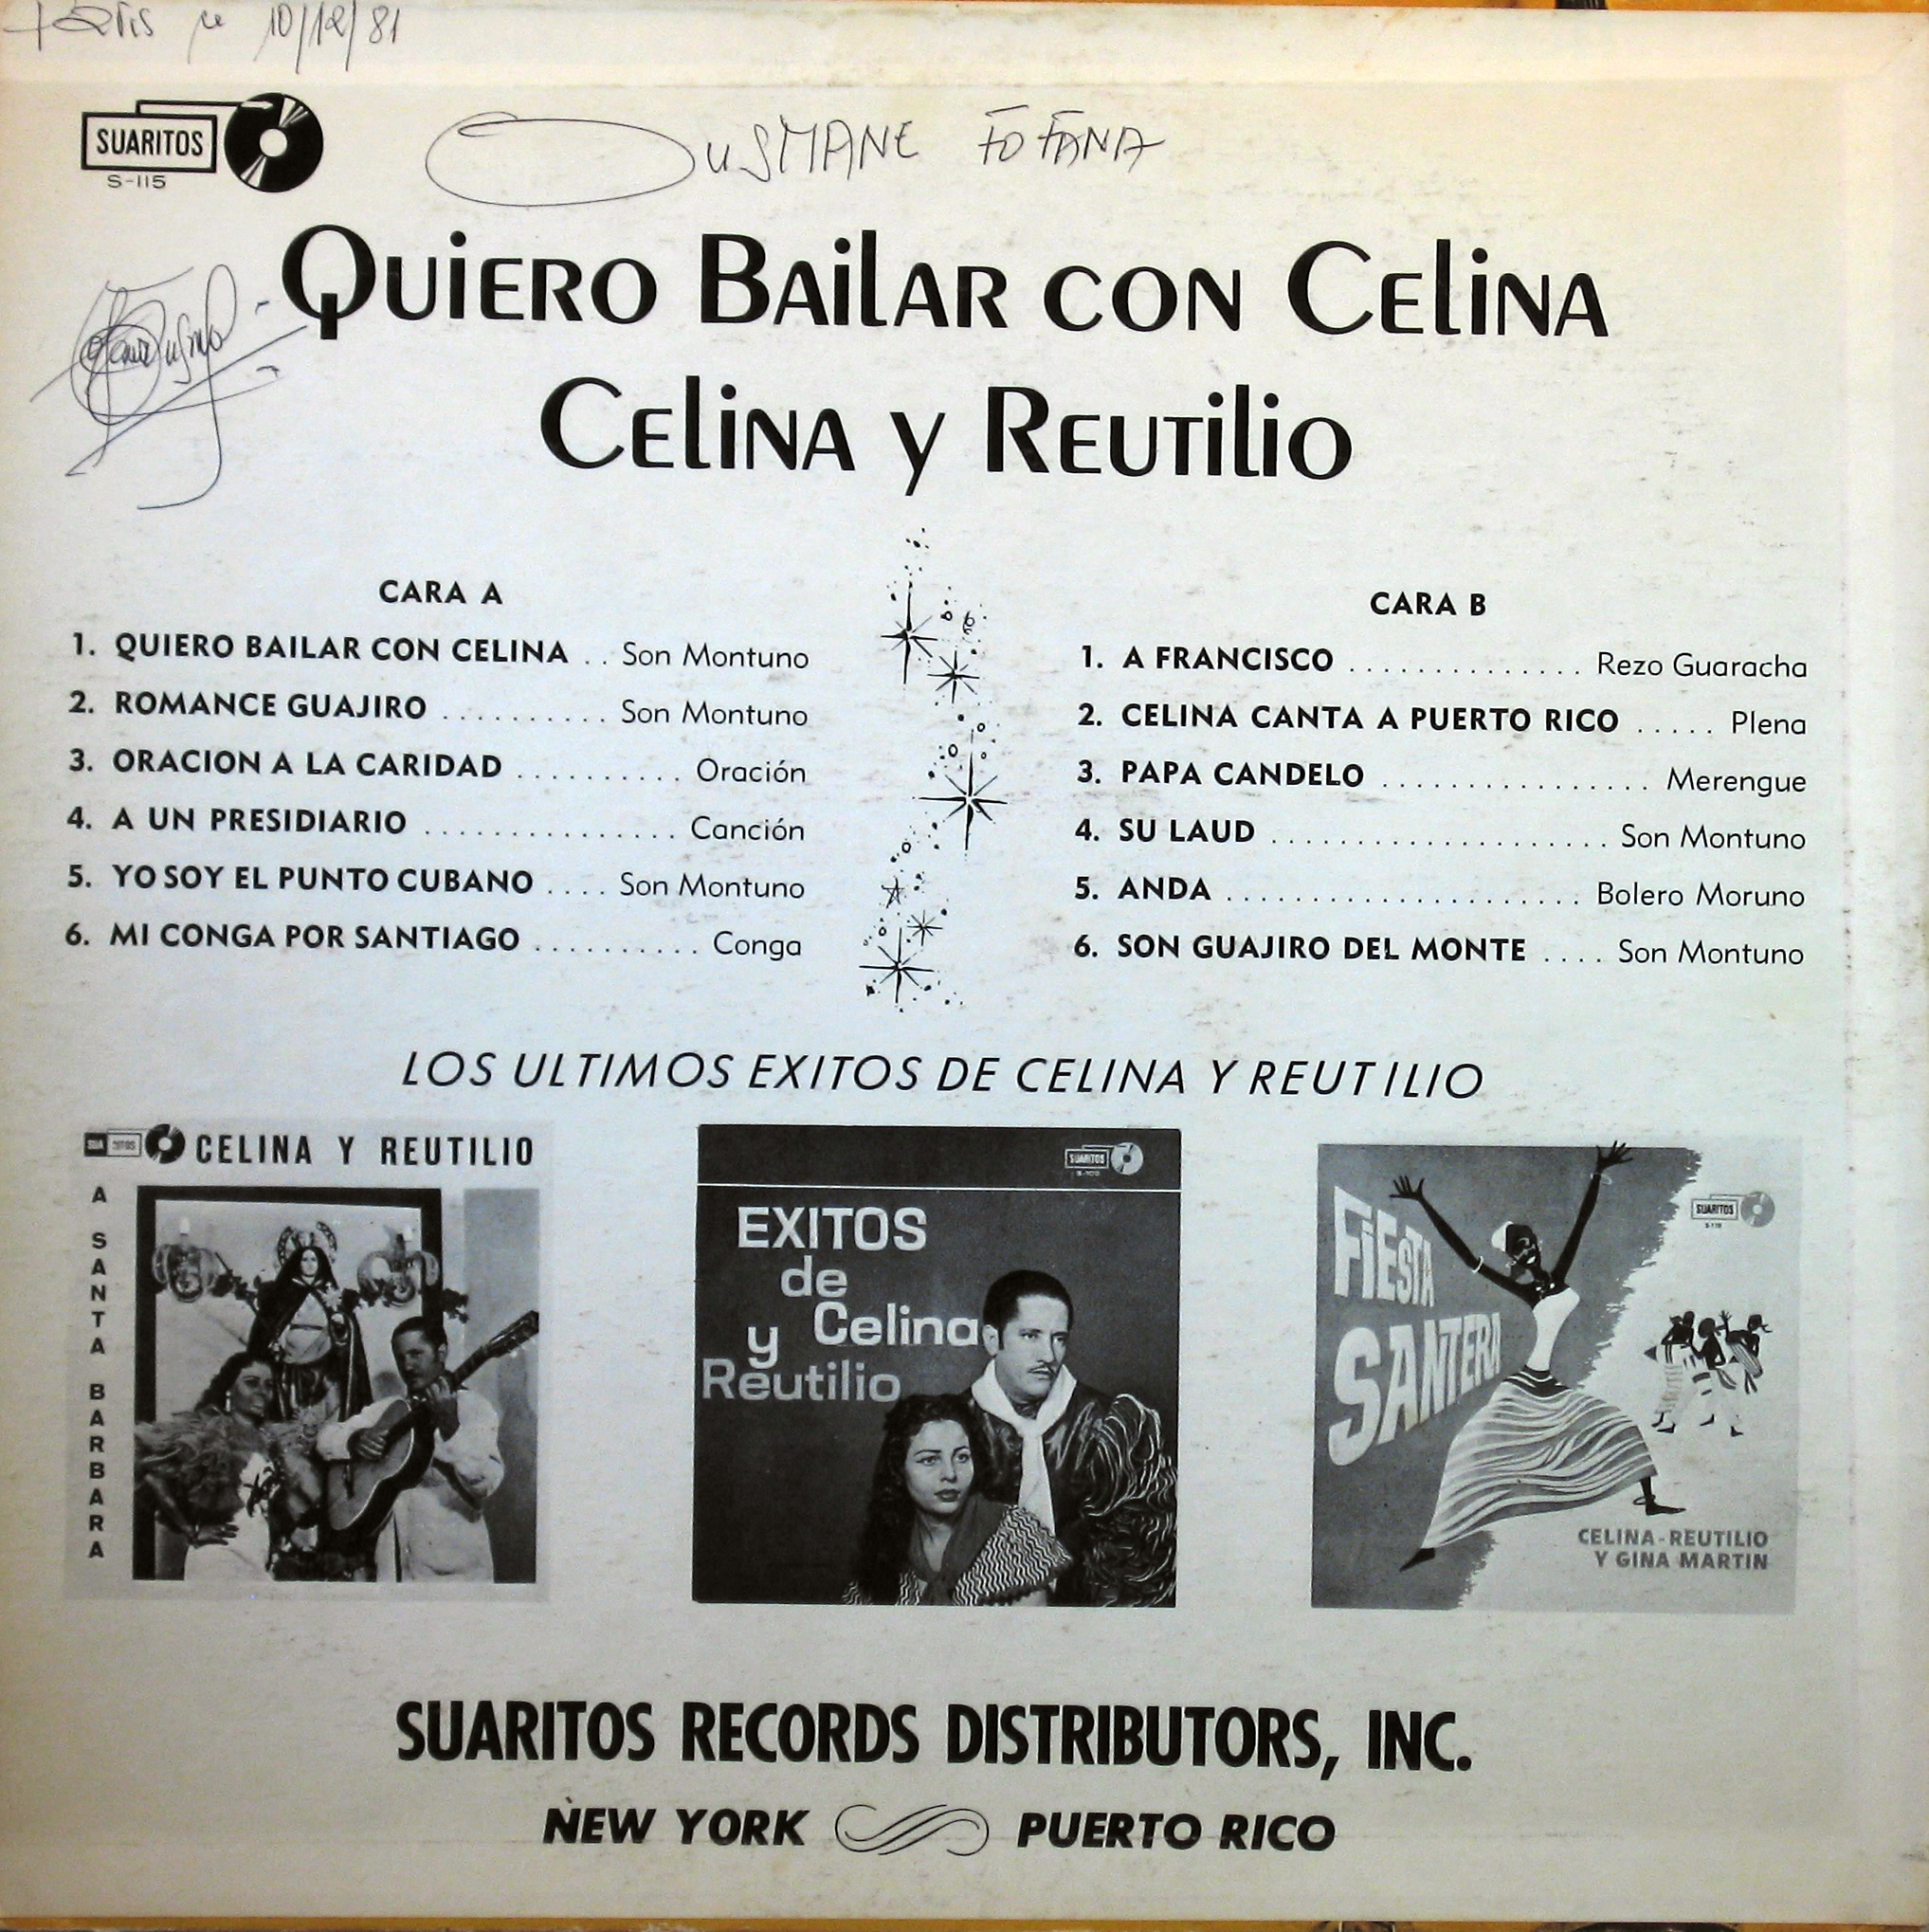 10/12/81
SUARITOS
S-115
OUSMANE FOFANA
QUIERO BAILAR CON CELINA
CELINA Y REUTILIO
CARA A
1. QUIERO BAILAR CON CELINA .. Son Montuno
2. ROMANCE GUAJIRO .......... Son Montuno
3. ORACION A LA CARIDAD .......... Oración
4. A UN PRESIDIARIO ............... Canción
5. YO SOY EL PUNTO CUBANO .... Son Montuno
6. MI CONGA POR SANTIAGO .......... Conga
CARA B
1. A FRANCISCO .............. Rezo Guaracha
2. CELINA CANTA A PUERTO RICO ..... Plena
3. PAPA CANDELO ................ Merengue
4. SU LAUD .................... Son Montuno
5. ANDA ..................... Bolero Moruno
6. SON GUAJIRO DEL MONTE .... Son Montuno
LOS ULTIMOS EXITOS DE CELINA Y REUTILIO
CELINA Y REUTILIO
A SANTA BARBARA
SUARITOS
EXITOS
de
Celina
y
Reutilio
SUARITOS
FIESTA
SANTERA
CELINA-REUTILIO
Y GINA MARTIN
SUARITOS RECORDS DISTRIBUTORS, INC.
NEW YORK PUERTO RICO